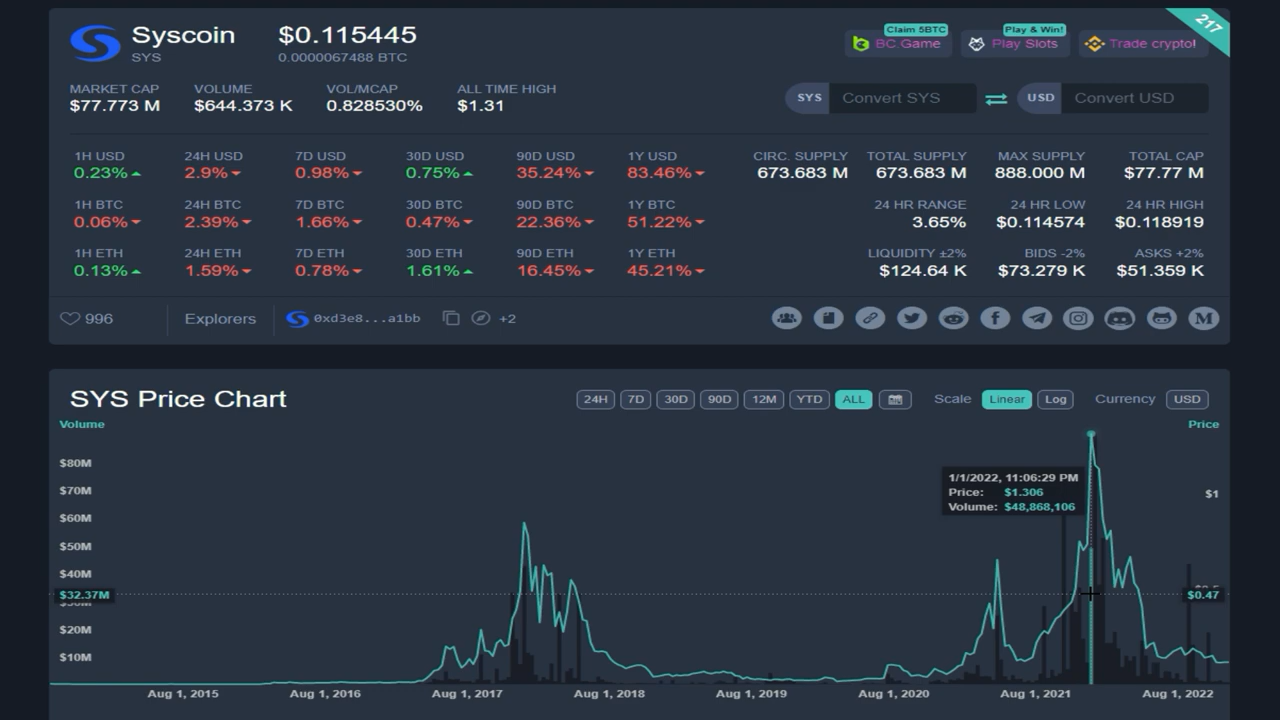 Syscoin
SYS
$0.115445
0.0000067488 BTC
Claim 5BTC
BC.Game
Play & Win!
Play Slots
Trade crypto!
217
MARKET CAP
$77.773 M
VOLUME
$644.373 K
VOL/MCAP
0.828530%
ALL TIME HIGH
$1.31
SYS Convert SYS
USD Convert USD
1H USD 24H USD 7D USD 30D USD 90D USD 1Y USD
0.23% 2.9% 0.98% 0.75% 35.24% 83.46%
1H BTC 24H BTC 7D BTC 30D BTC 90D BTC 1Y BTC
0.06% 2.39% 1.66% 0.47% 22.36% 51.22%
1H ETH 24H ETH 7D ETH 30D ETH 90D ETH 1Y ETH
0.13% 1.59% 0.78% 1.61% 16.45% 45.21%
CIRC. SUPPLY TOTAL SUPPLY MAX SUPPLY TOTAL CAP
673.683 M 673.683 M 888.000 M $77.77 M
24 HR RANGE 24 HR LOW 24 HR HIGH
3.65% $0.114574 $0.118919
LIQUIDITY ±2% BIDS -2% ASKS +2%
$124.64 K $73.279 K $51.359 K
996 Explorers 0xd3e8...a1bb +2
SYS Price Chart
24H 7D 30D 90D 12M YTD ALL Scale Linear Log Currency USD
Volume
Price
$80M
$70M
$60M
$50M
$40M
$32.37M
$20M
$10M
1/1/2022, 11:06:29 PM
Price: $1.306
Volume: $48,868,106
$1
$0.47
Aug 1, 2015 Aug 1, 2016 Aug 1, 2017 Aug 1, 2018 Aug 1, 2019 Aug 1, 2020 Aug 1, 2021 Aug 1, 2022